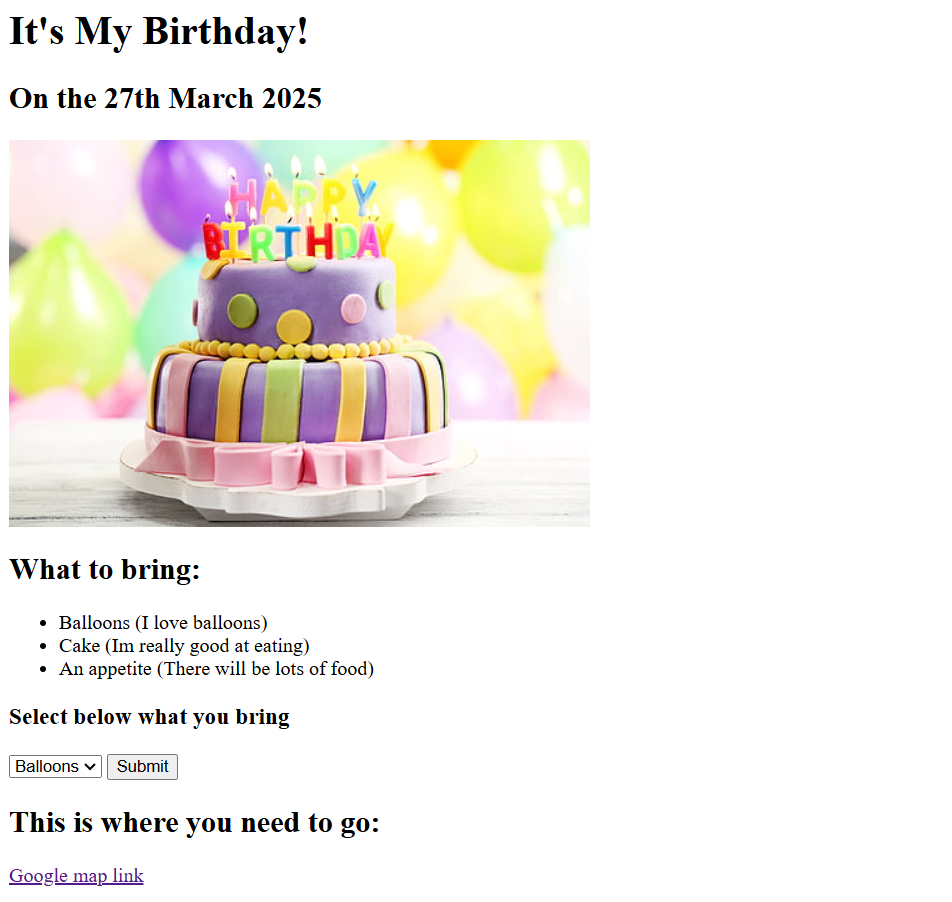 It's My Birthday!
On the 27th March 2025
HAPPY
BIRTHDAY
What to bring:
Balloons (I love balloons)
Cake (Im really good at eating)
An appetite (There will be lots of food)
Select below what you bring
Balloons Submit
This is where you need to go:
Google map link